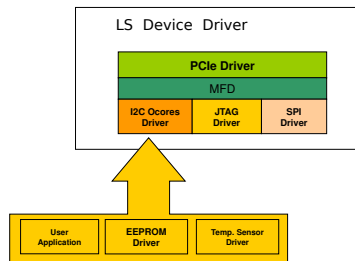 LS Device Driver
PCIe Driver
MFD
I2C Ocores
Driver
JTAG
Driver
SPI
Driver
User
Application
EEPROM
Driver
Temp. Sensor
Driver